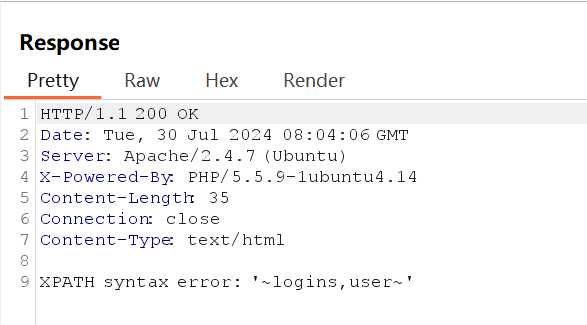 Response
Pretty Raw Hex Render
1 HTTP/1.1 200 OK
2 Date: Tue, 30 Jul 2024 08:04:06 GMT
3 Server: Apache/2.4.7 (Ubuntu)
4 X-Powered-By: PHP/5.5.9-1ubuntu4.14
5 Content-Length: 35
6 Connection: close
7 Content-Type: text/html
8
9 XPATH syntax error: '~logins,user~'